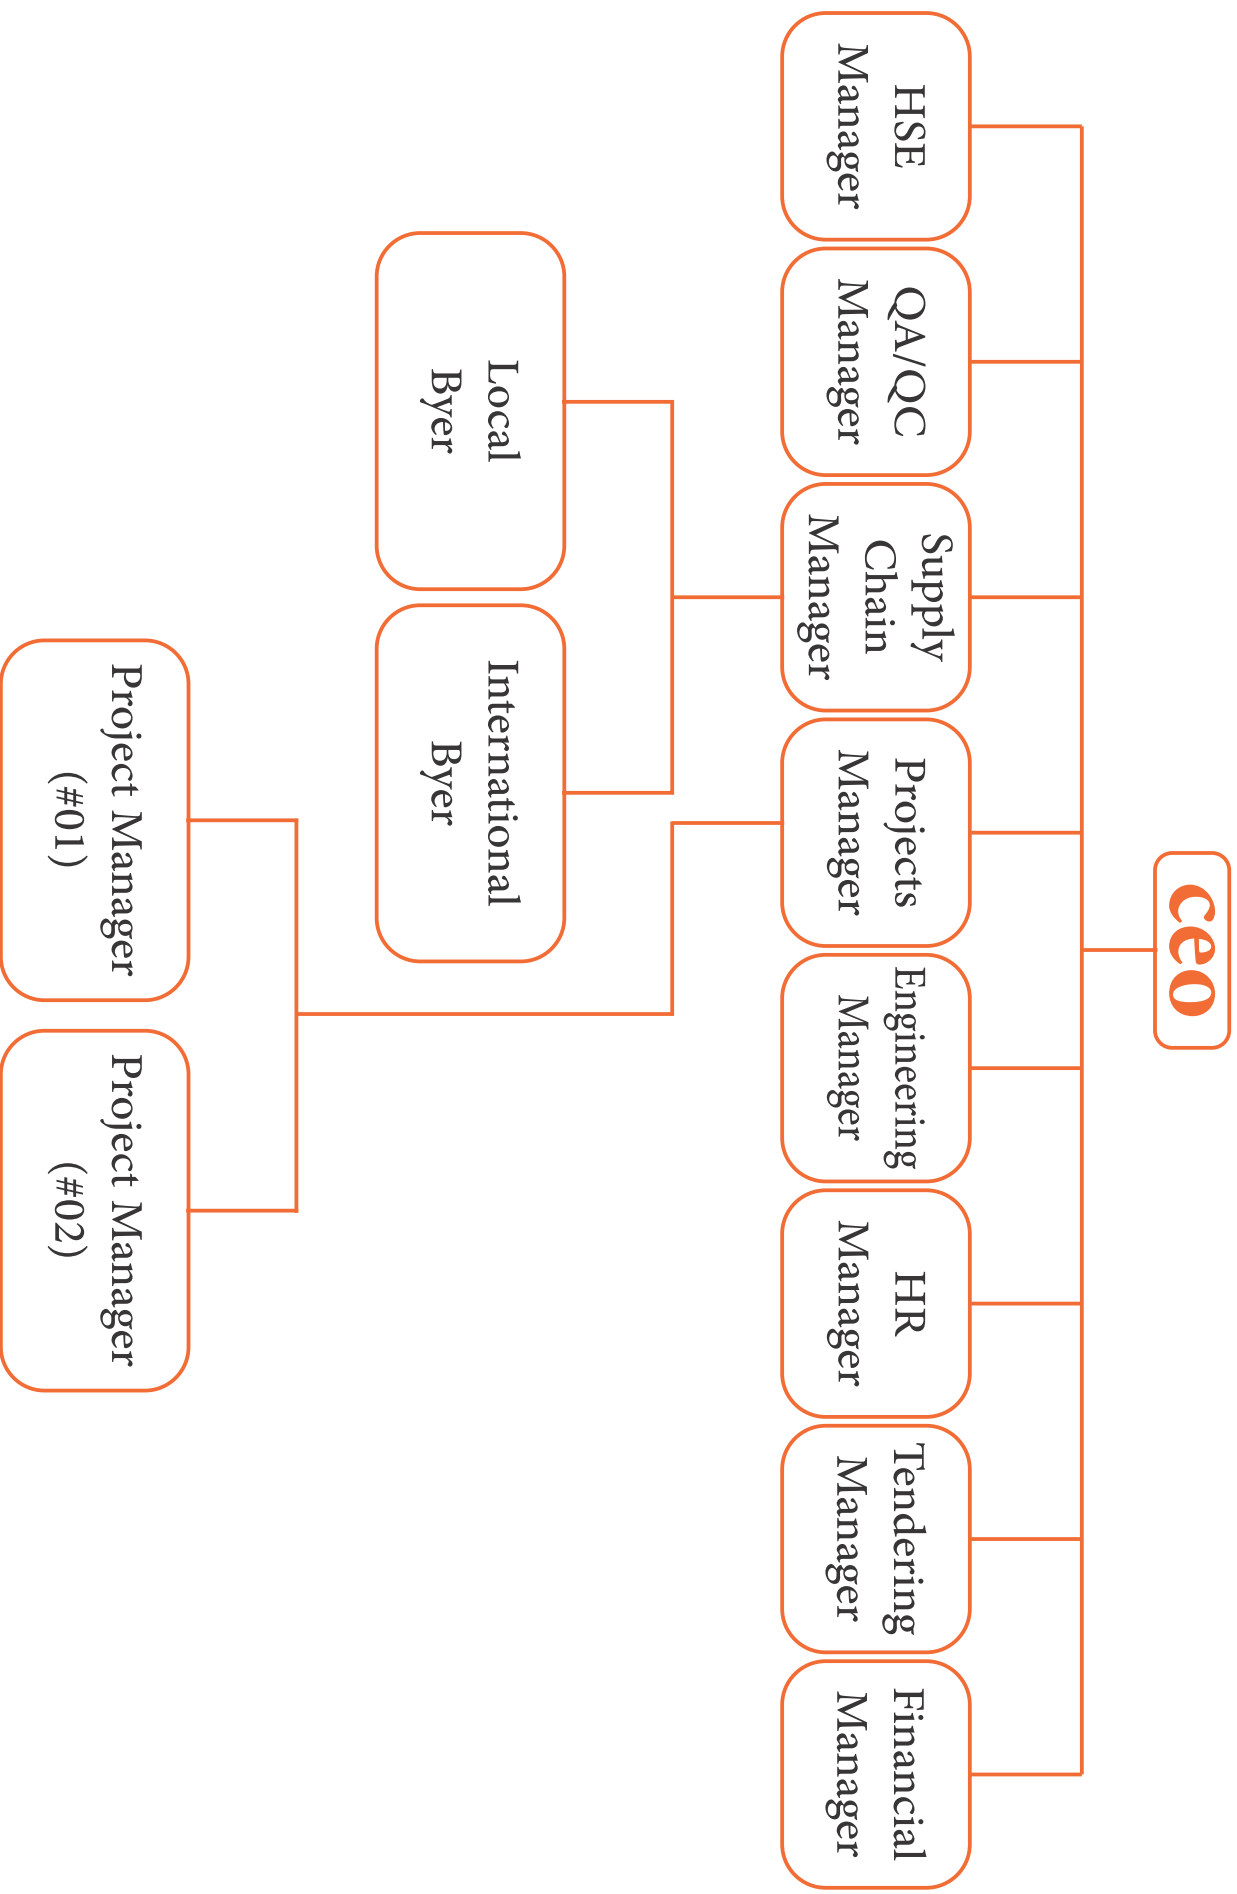 ceo
HSE
Manager
QA/QC
Manager
Supply
Chain
Manager
Projects
Manager
Engineering
Manager
HR
Manager
Tendering
Manager
Financial
Manager
Local
Byer
International
Byer
Project Manager
(#01)
Project Manager
(#02)